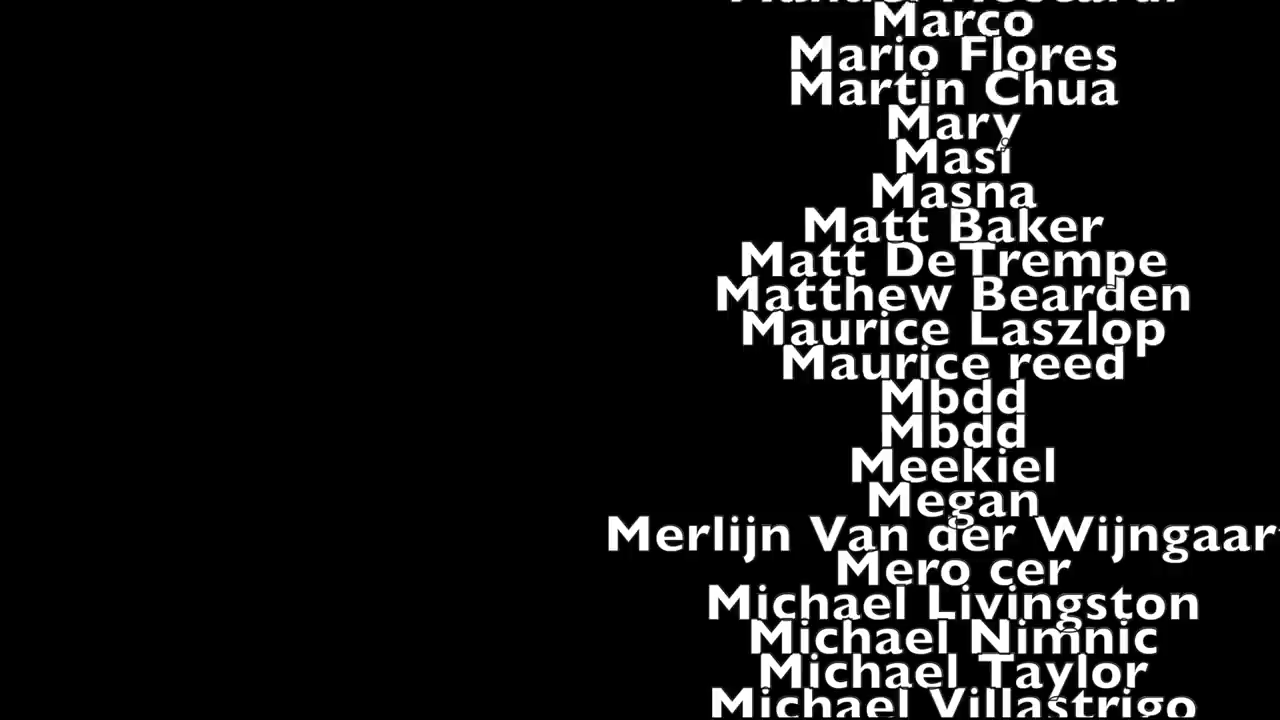 Marco
Mario Flores
Martin Chua
Mary
Masi
Masna
Matt Baker
Matt DeTrempe
Matthew Bearden
Maurice Laszlop
Maurice reed
Mbdd
Mbdd
Meekiel
Megan
Merlijn Van der Wijngaar
Mero cer
Michael Livingston
Michael Nimnic
Michael Taylor
Michael Villastrigo